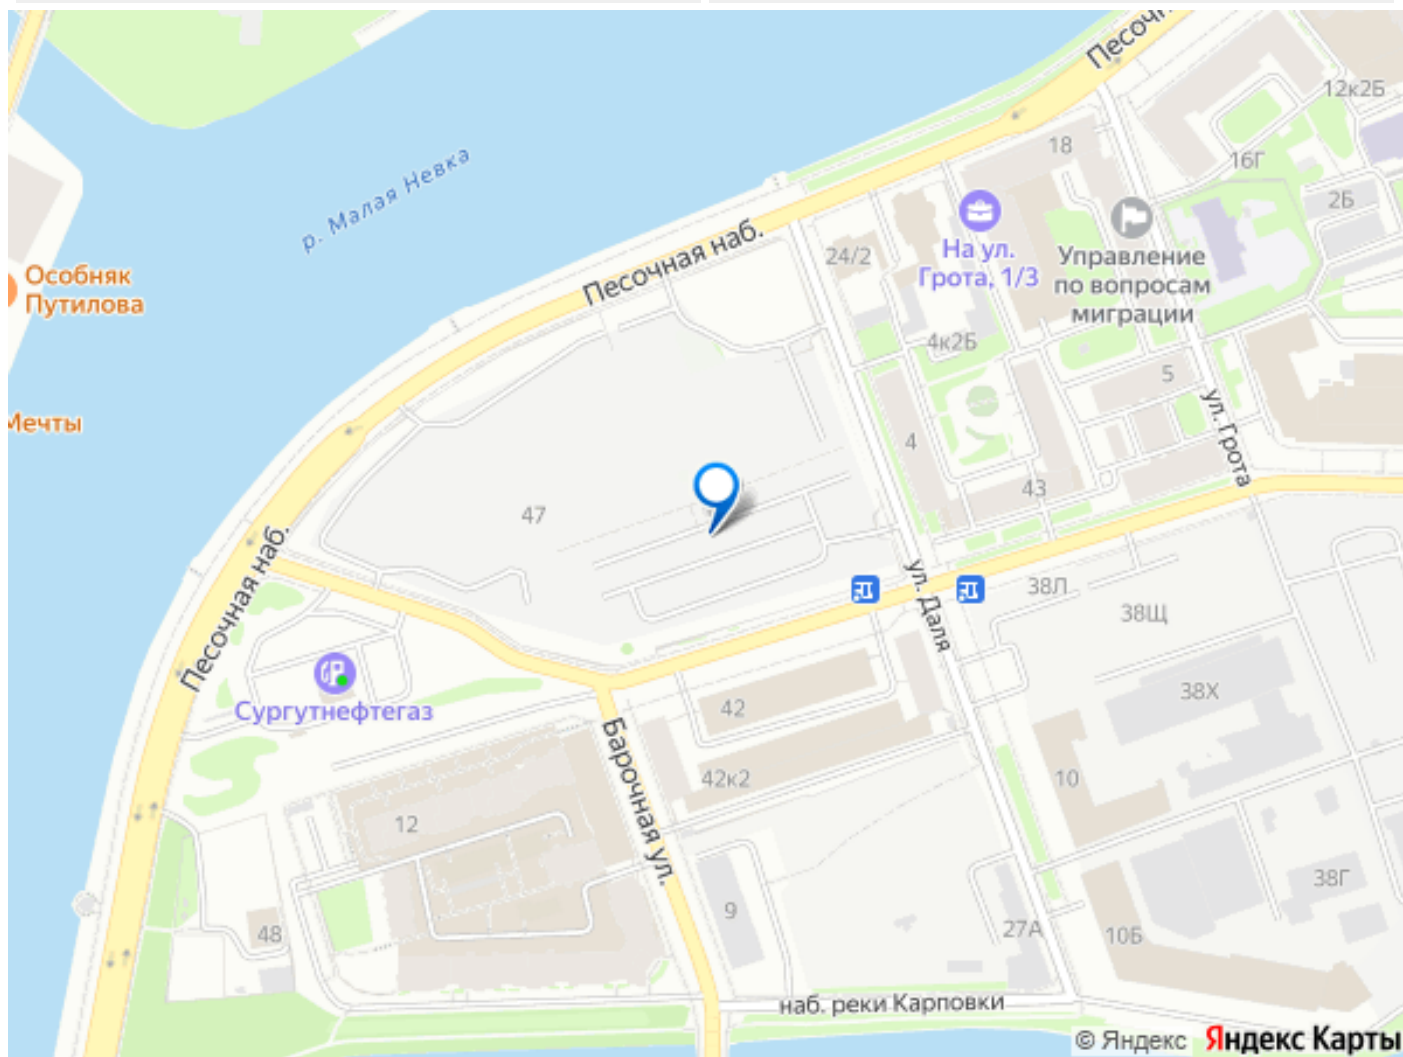 Песочн
12к2Б
18
16Г
р. Малая Невка
2Б
Песочная наб.
24/2
На ул.
Грота, 1/3
Управление
по вопросам
миграции
Особняк
Путилова
4к2Б
5
Мечты
ул. Грота
4
43
47
Песочная наб.
ул. Даля
38Л
38Щ
Сургутнефтегаз
42
38Х
Барочная ул.
42к2
10
12
38Г
9
48
27А
10Б
наб. реки Карповки
© Яндекс Яндекс Карты